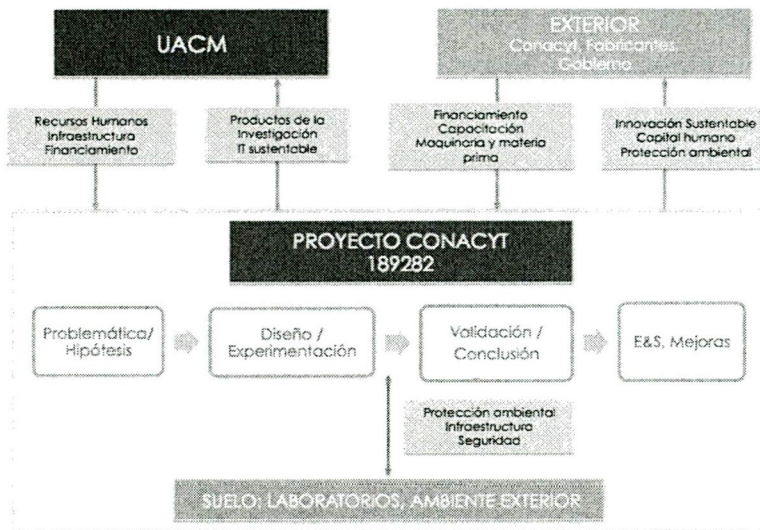 UACM
EXTERIOR
Conacyt, Fabricantes,
Gobierno
Recursos Humanos
Infraestructura
Financiamiento
Productos de la
Investigación
IT sustentable
Financiamiento
Capacitación
Maquinaria y materia
prima
Innovación Sustentable
Capital humano
Protección ambiental
PROYECTO CONACYT
189282
Problemática/
Hipótesis
Diseño /
Experimentación
Validación /
Conclusión
E&S, Mejoras
Protección ambiental
Infraestructura
Seguridad
SUELO: LABORATORIOS, AMBIENTE EXTERIOR